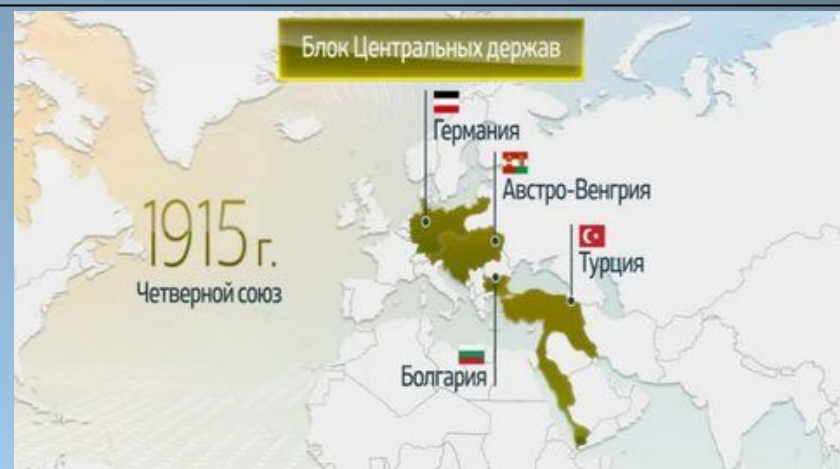 Блок Центральных держав
Германия
Австро-Венгрия
1915 г.
Турция
Четверной союз
Болгария